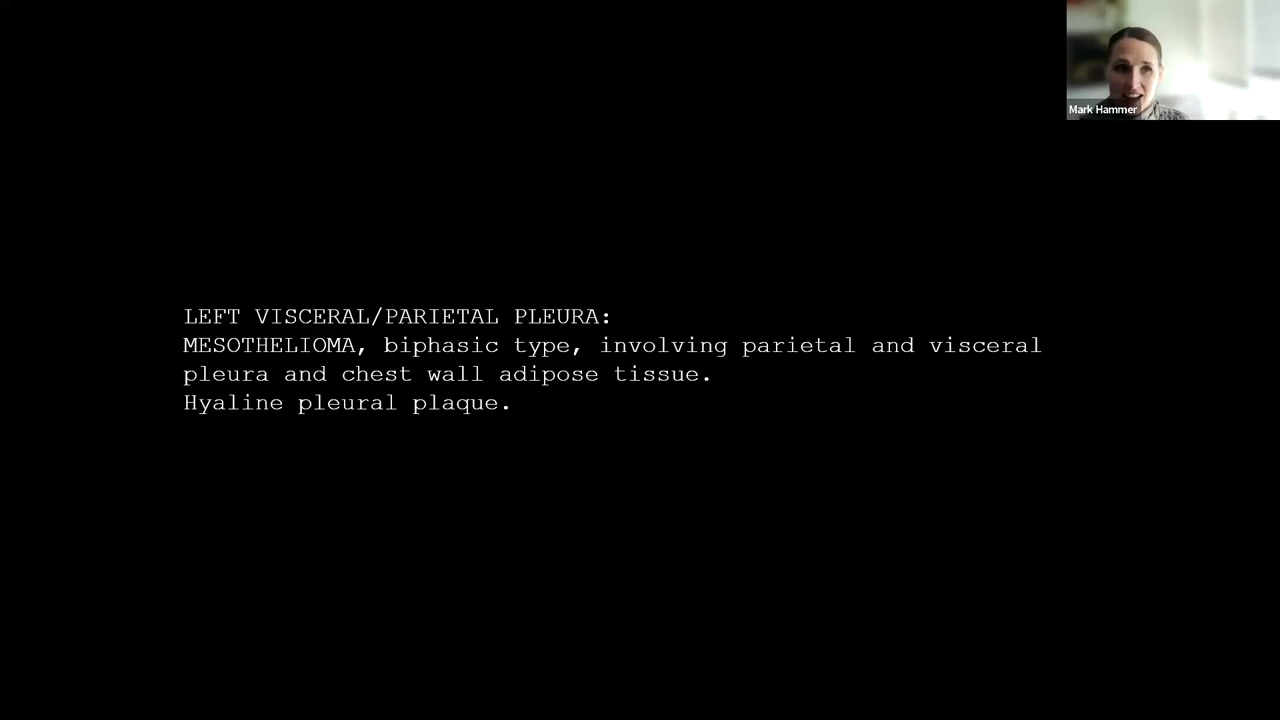 Mark Hammer
LEFT VISCERAL/PARIETAL PLEURA:
MESOTHELIOMA, biphasic type, involving parietal and visceral
pleura and chest wall adipose tissue.
Hyaline pleural plaque.